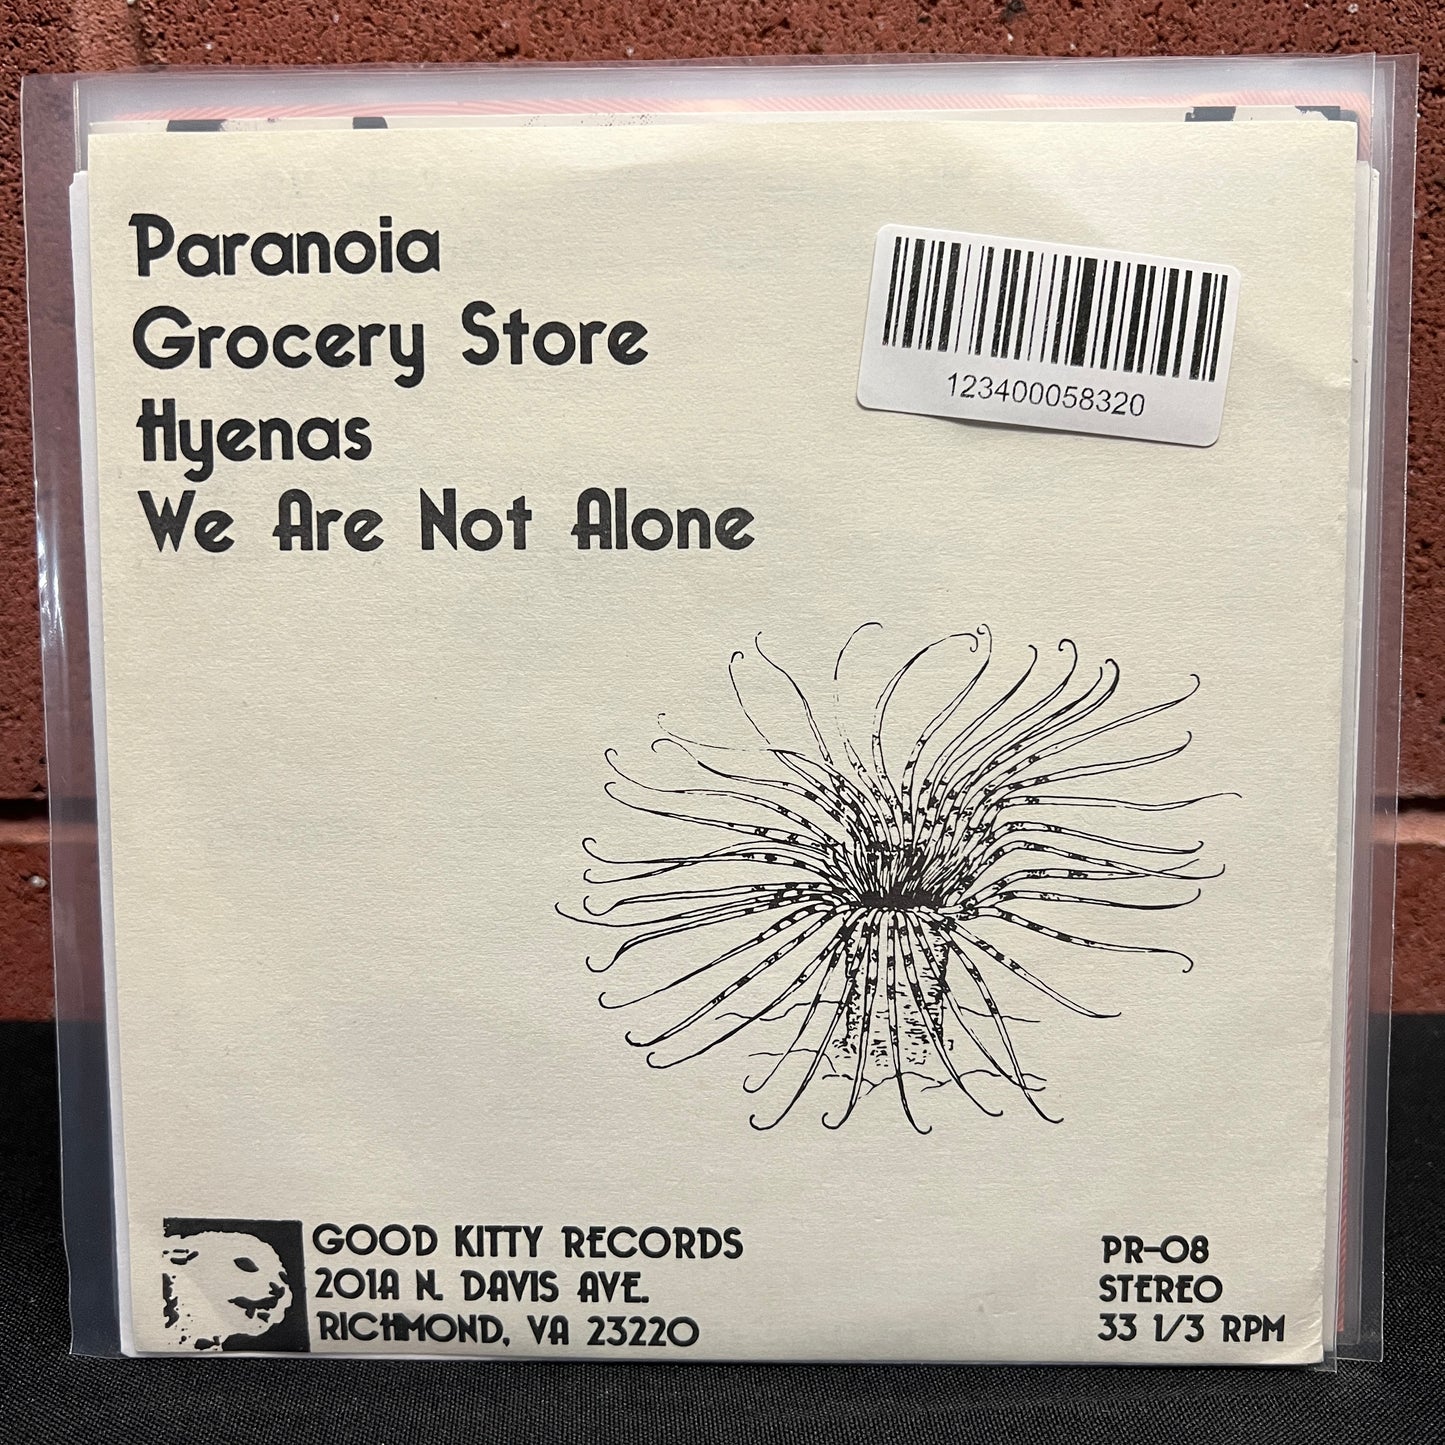 Paranoia
Grocery Store
Hyenas
We Are Not Alone
123400058320
GOOD KITTY RECORDS
201A N. DAVIS AVE.
RICHMOND, VA 23220
PR-08
STEREO
33 1/3 RPM